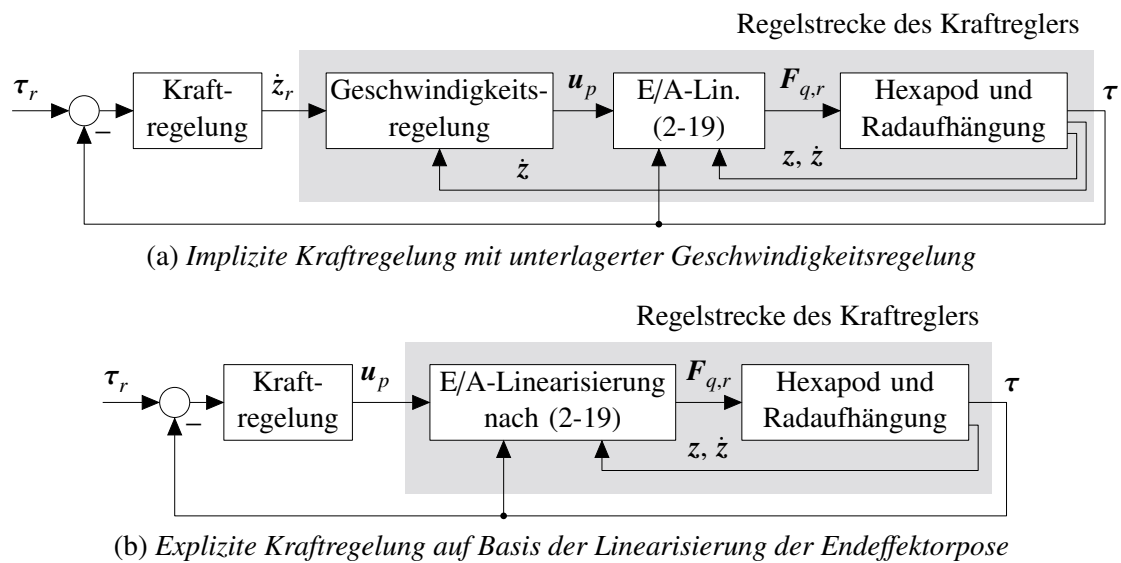 Regelstrecke des Kraftreglers
τ_r
−
Kraft-
regelung
ż_r
Geschwindigkeits-
regelung
u_p
E/A-Lin.
(2-19)
F_{q,r}
Hexapod und
Radaufhängung
τ
z, ż
ż
(a) Implizite Kraftregelung mit unterlagerter Geschwindigkeitsregelung
Regelstrecke des Kraftreglers
τ_r
−
Kraft-
regelung
u_p
E/A-Linearisierung
nach (2-19)
F_{q,r}
Hexapod und
Radaufhängung
τ
z, ż
(b) Explizite Kraftregelung auf Basis der Linearisierung der Endeffektorpose